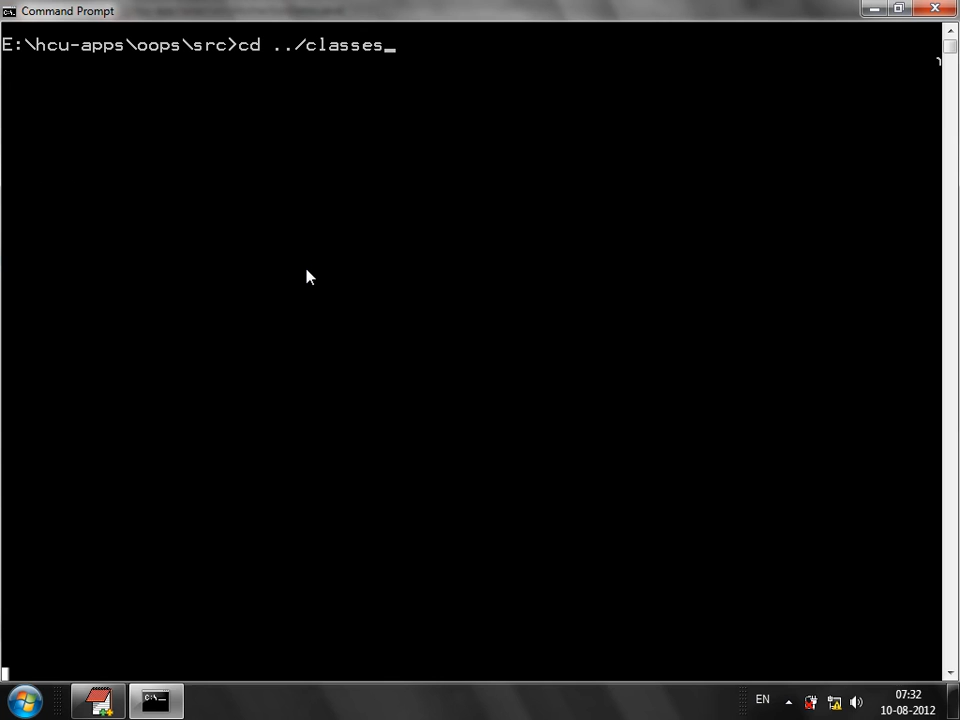 Command Prompt
E:\hcu-apps\oops\src>cd ../classes_
EN
07:32
10-08-2012